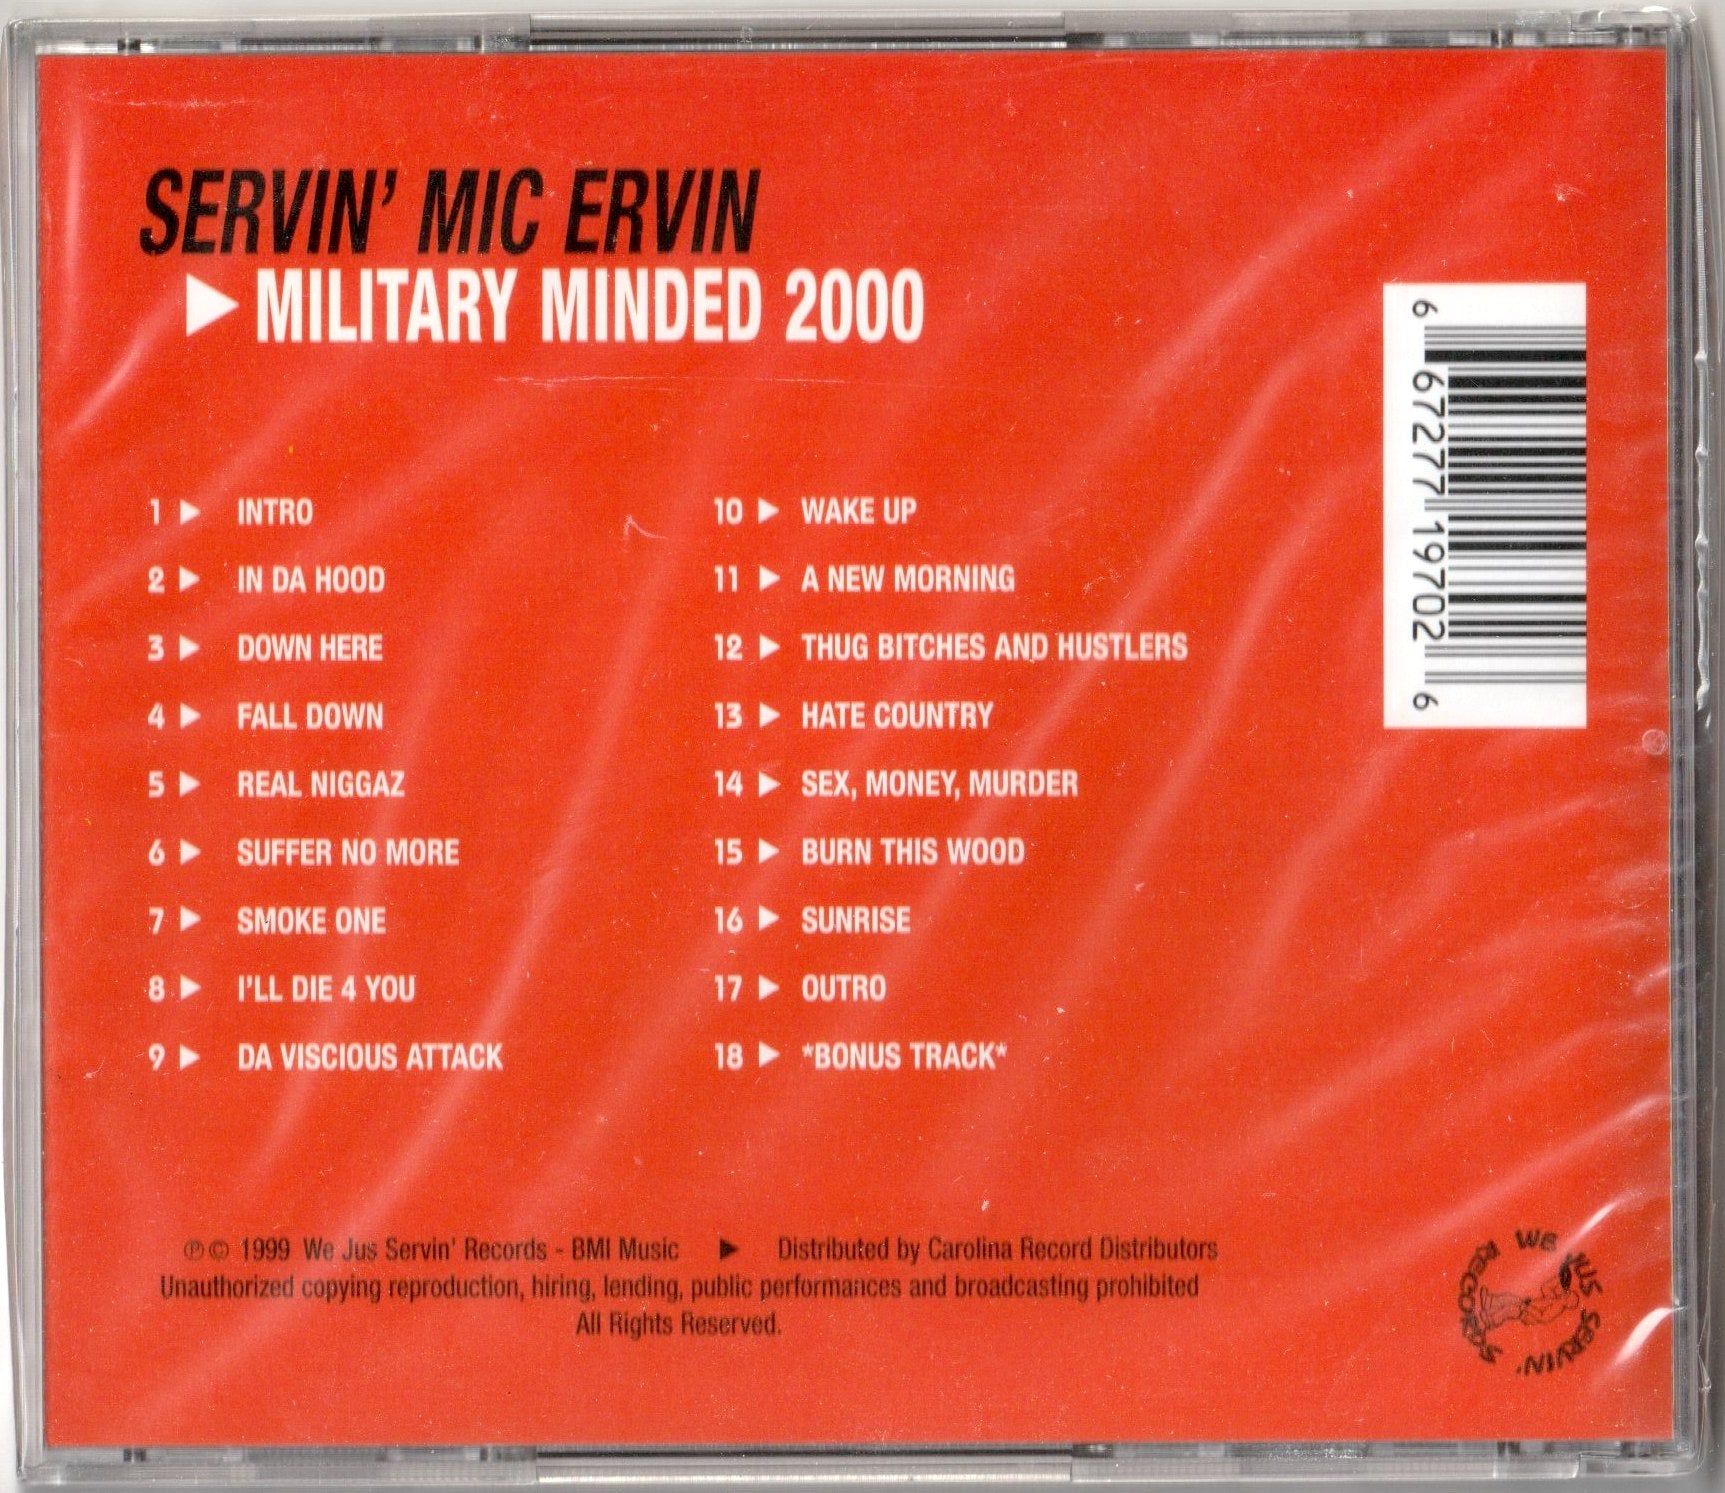 SERVIN' MIC ERVIN
▶ MILITARY MINDED 2000
1 ▶ INTRO
2 ▶ IN DA HOOD
3 ▶ DOWN HERE
4 ▶ FALL DOWN
5 ▶ REAL NIGGAZ
6 ▶ SUFFER NO MORE
7 ▶ SMOKE ONE
8 ▶ I'LL DIE 4 YOU
9 ▶ DA VISCIOUS ATTACK
10 ▶ WAKE UP
11 ▶ A NEW MORNING
12 ▶ THUG BITCHES AND HUSTLERS
13 ▶ HATE COUNTRY
14 ▶ SEX, MONEY, MURDER
15 ▶ BURN THIS WOOD
16 ▶ SUNRISE
17 ▶ OUTRO
18 ▶ *BONUS TRACK*
6 67277 19702 6
℗© 1999 We Jus Servin' Records - BMI Music ▶ Distributed by Carolina Record Distributors
Unauthorized copying reproduction, hiring, lending, public performances and broadcasting prohibited
All Rights Reserved.
WE JUS SERVIN' RECORDS